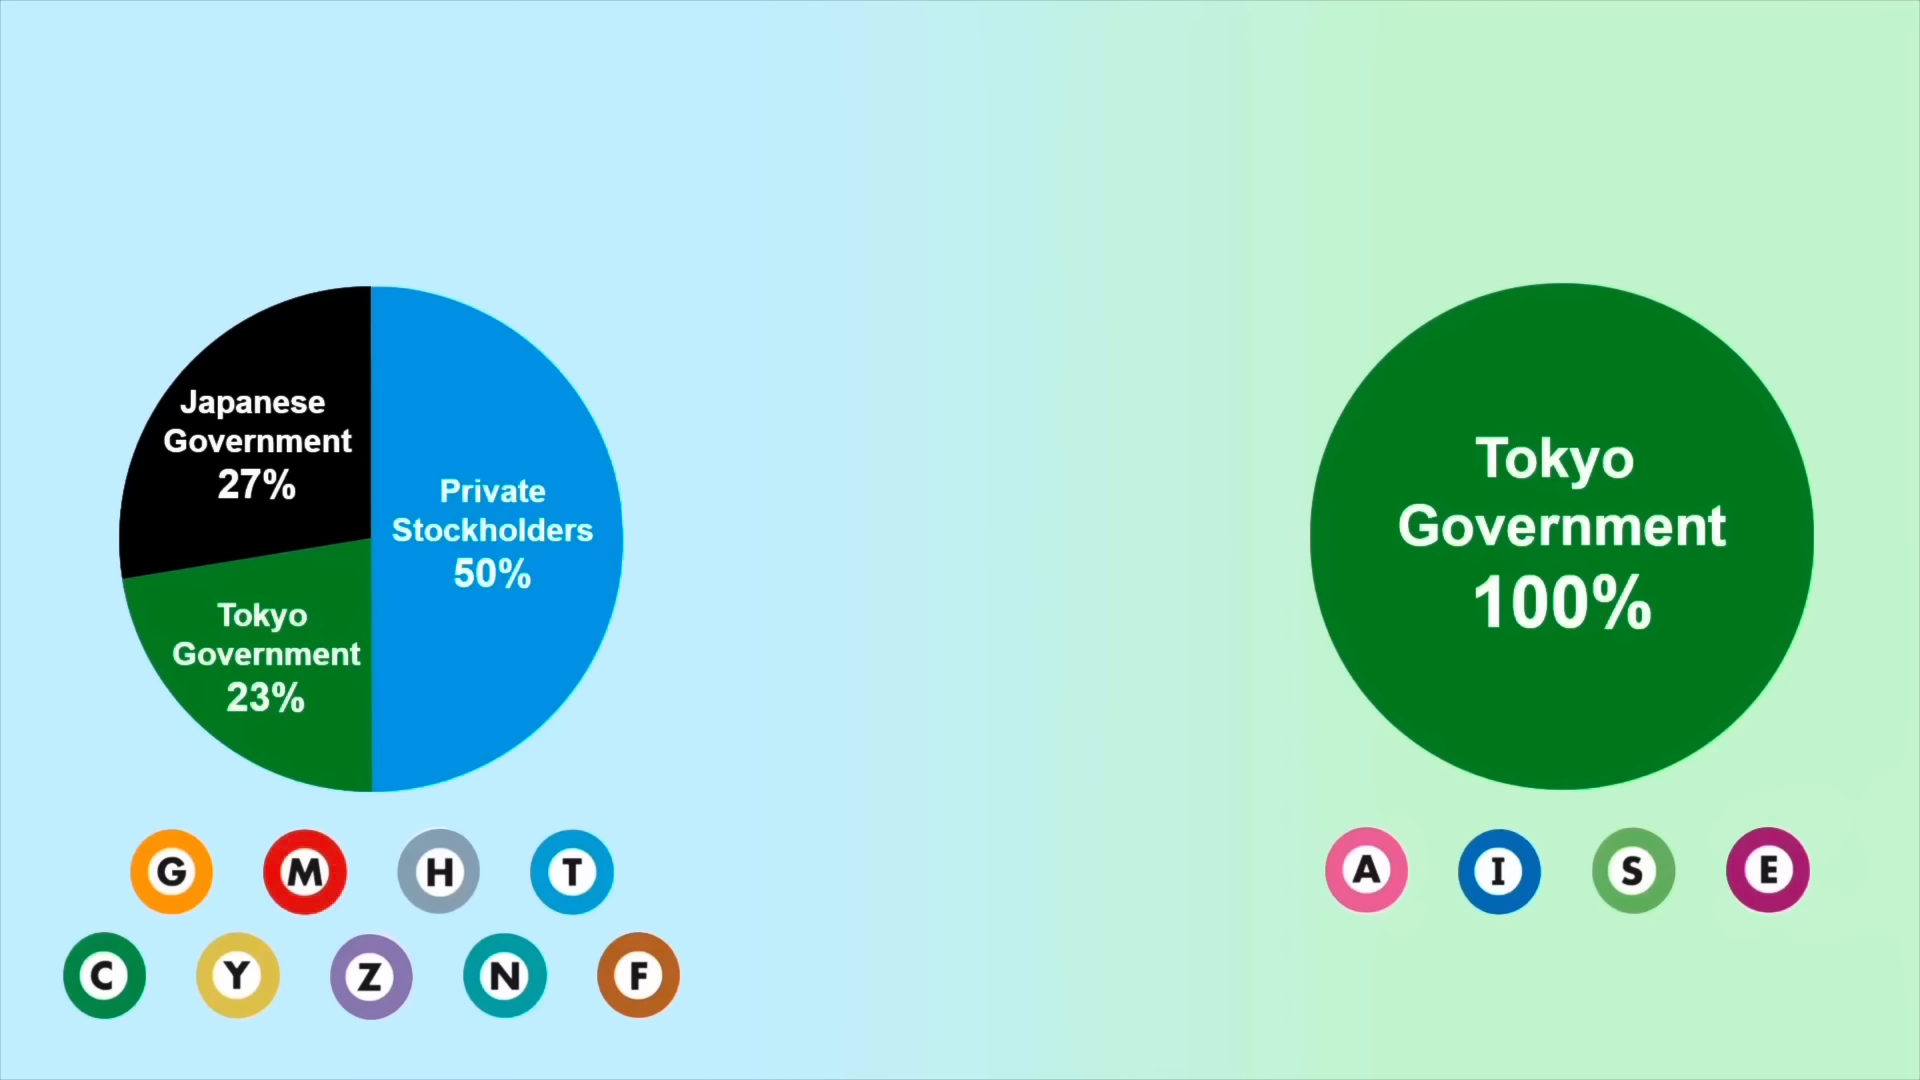 Japanese
Government
27%
Private
Stockholders
50%
Tokyo
Government
23%
G M H T
C Y Z N F
Tokyo
Government
100%
A I S E